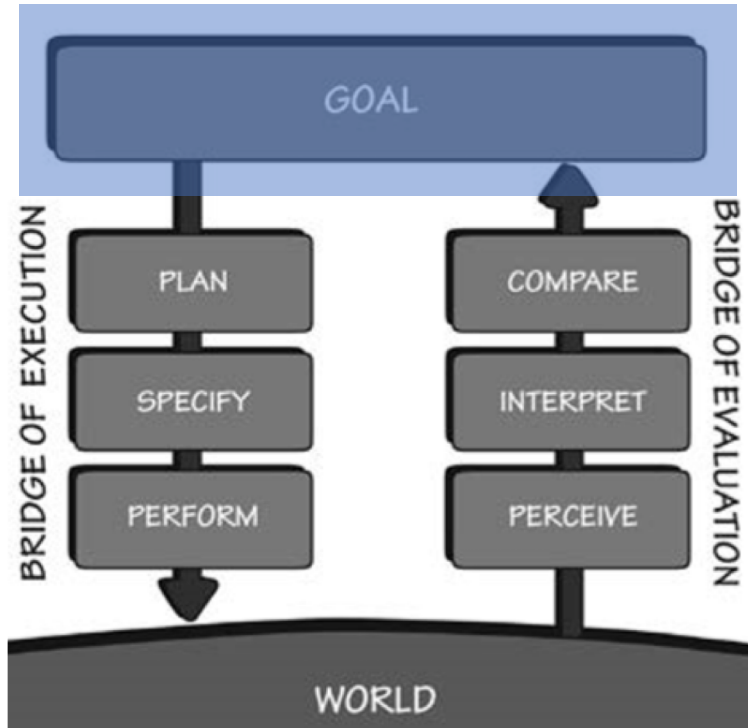 GOAL
BRIDGE OF EXECUTION
PLAN
SPECIFY
PERFORM
COMPARE
INTERPRET
PERCEIVE
BRIDGE OF EVALUATION
WORLD